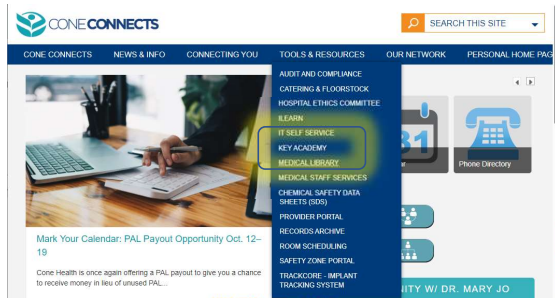 CONE CONNECTS
SEARCH THIS SITE
CONE CONNECTS NEWS & INFO CONNECTING YOU TOOLS & RESOURCES OUR NETWORK PERSONAL HOME PAG
AUDIT AND COMPLIANCE
CATERING & FLOORSTOCK
HOSPITAL ETHICS COMMITTEE
ILEARN
IT SELF SERVICE
KEY ACADEMY
MEDICAL LIBRARY
MEDICAL STAFF SERVICES
CHEMICAL SAFETY DATA
SHEETS (SDS)
PROVIDER PORTAL
RECORDS ARCHIVE
ROOM SCHEDULING
SAFETY ZONE PORTAL
TRACKCORE - IMPLANT
TRACKING SYSTEM
31
Phone Directory
Mark Your Calendar: PAL Payout Opportunity Oct. 12–
19
Cone Health is once again offering a PAL payout to give you a chance
to receive money in lieu of unused PAL...
NITY W/ DR. MARY JO